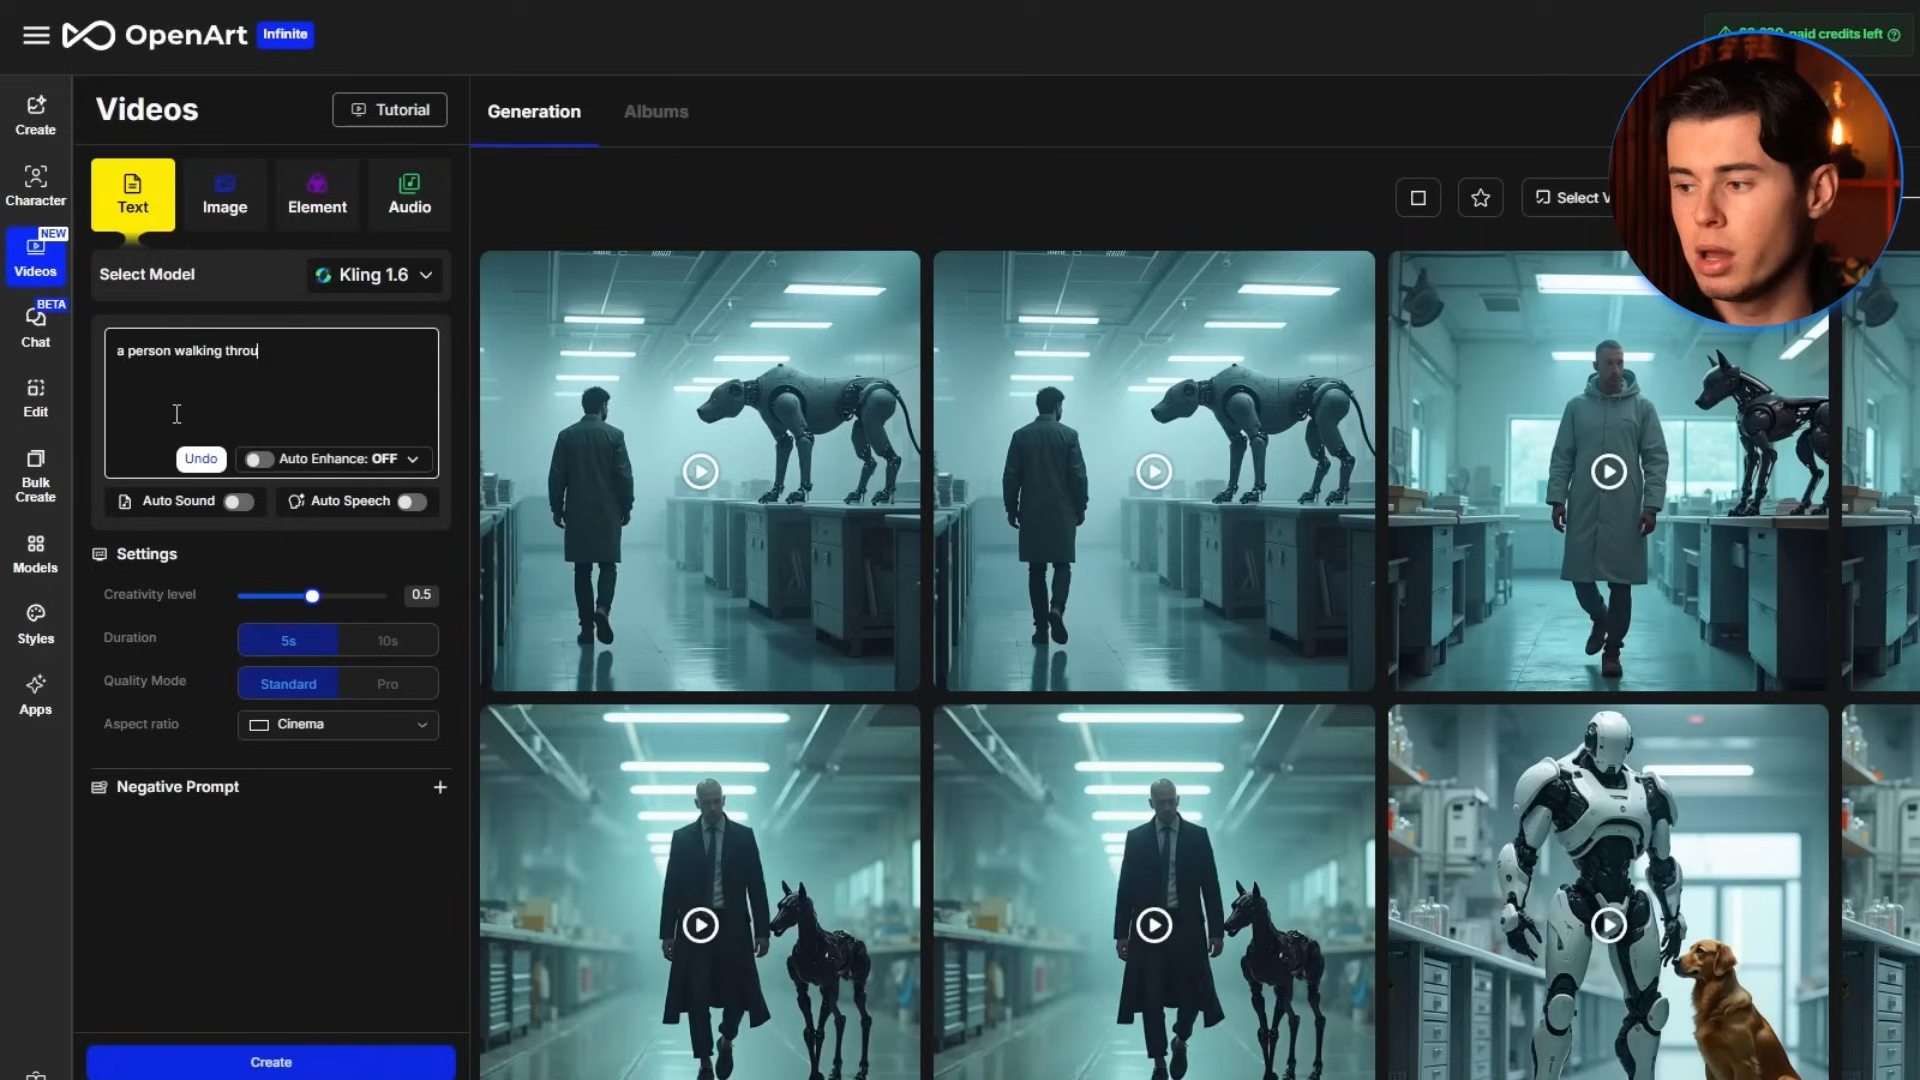 OpenArt Infinite
paid credits left
Create
Character
NEW
Videos
BETA
Chat
Edit
Bulk
Create
Models
Styles
Apps
Videos
Tutorial
Text
Image
Element
Audio
Select Model
Kling 1.6
a person walking throu
Undo
Auto Enhance: OFF
Auto Sound
Auto Speech
Settings
Creativity level
0.5
Duration
5s
10s
Quality Mode
Standard
Pro
Aspect ratio
Cinema
Negative Prompt
Create
Generation
Albums
Select V